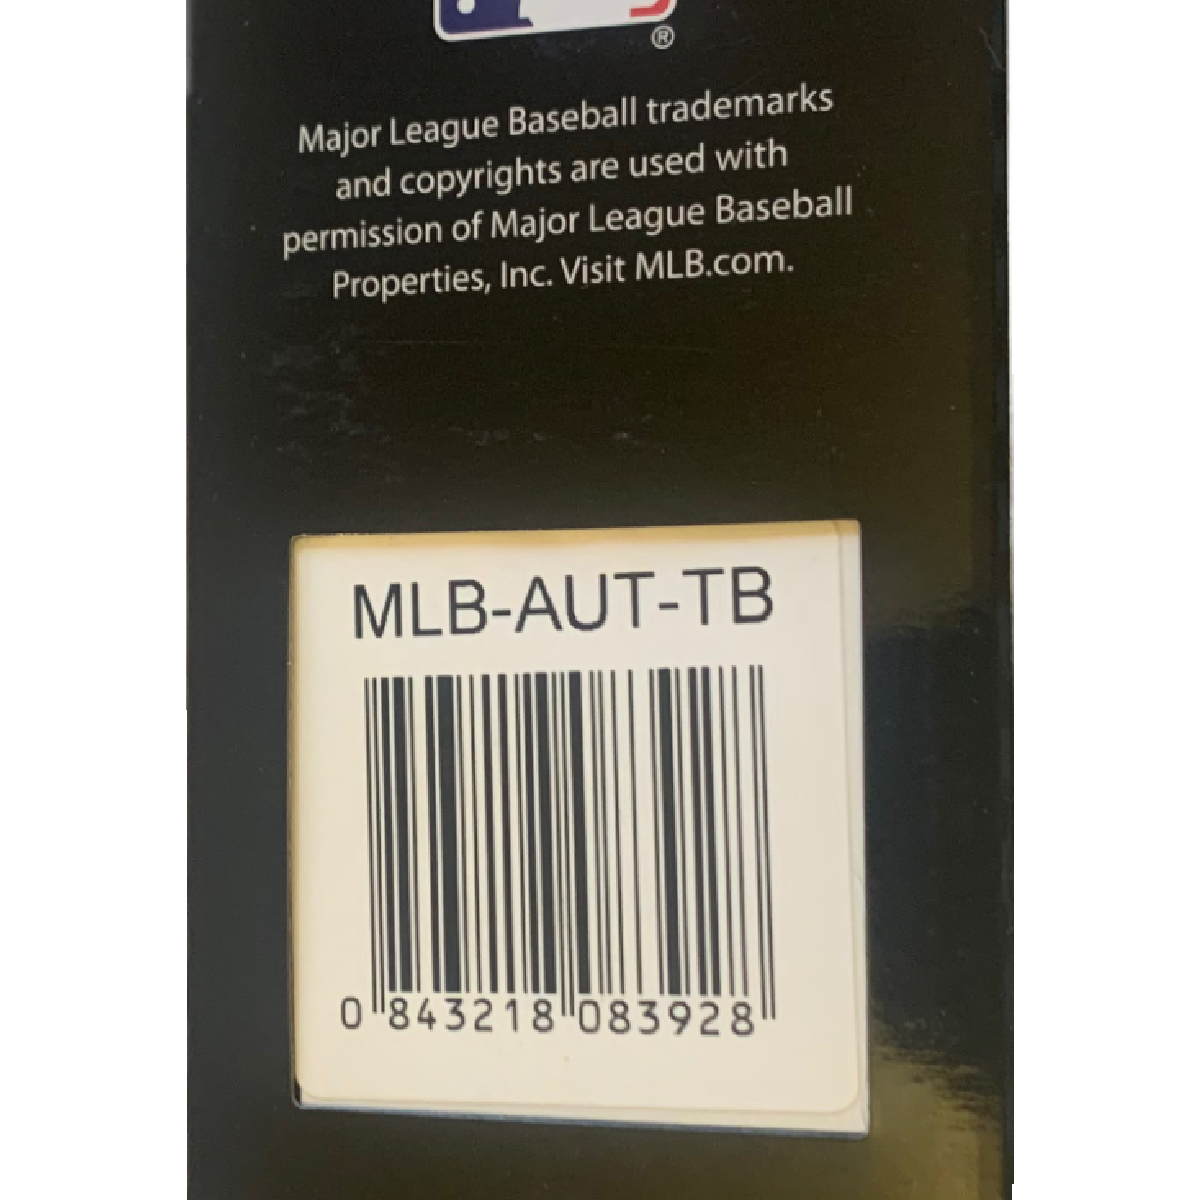 ®
Major League Baseball trademarks
and copyrights are used with
permission of Major League Baseball
Properties, Inc. Visit MLB.com.
MLB-AUT-TB
0 843218 083928